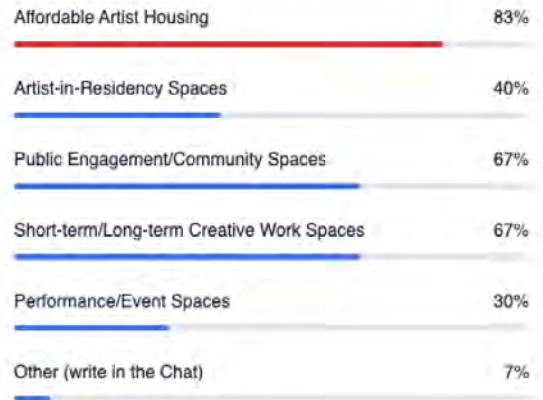 Affordable Artist Housing 83%
Artist-in-Residency Spaces 40%
Public Engagement/Community Spaces 67%
Short-term/Long-term Creative Work Spaces 67%
Performance/Event Spaces 30%
Other (write in the Chat) 7%